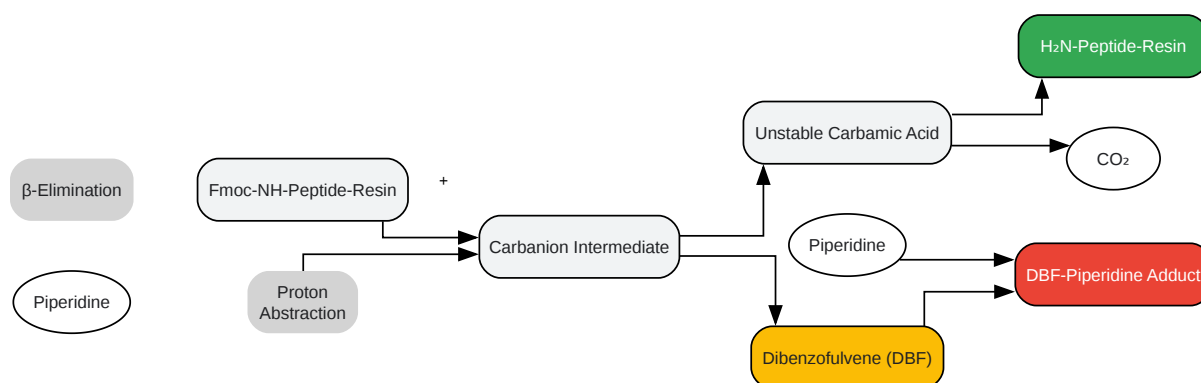 H₂N-Peptide-Resin
Unstable Carbamic Acid
CO₂
β-Elimination
Fmoc-NH-Peptide-Resin
+
Carbanion Intermediate
Piperidine
DBF-Piperidine Adduct
Piperidine
Proton
Abstraction
Dibenzofulvene (DBF)